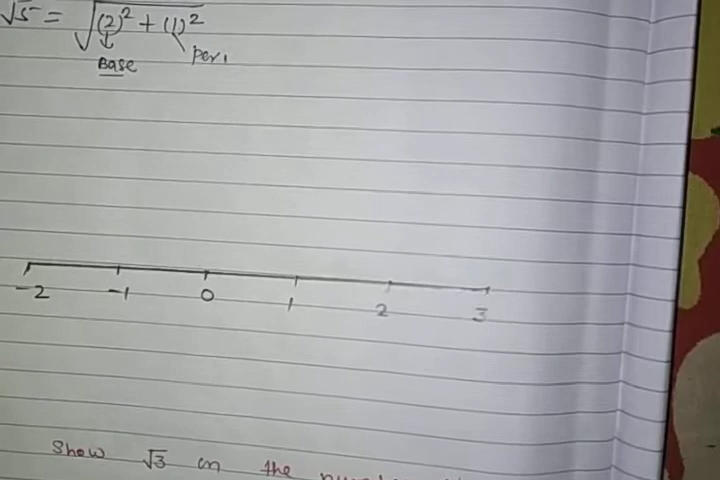 √5 = √(2)² + (1)²
Base Per.
-2 -1 0 1 2 3
Show √3 on the